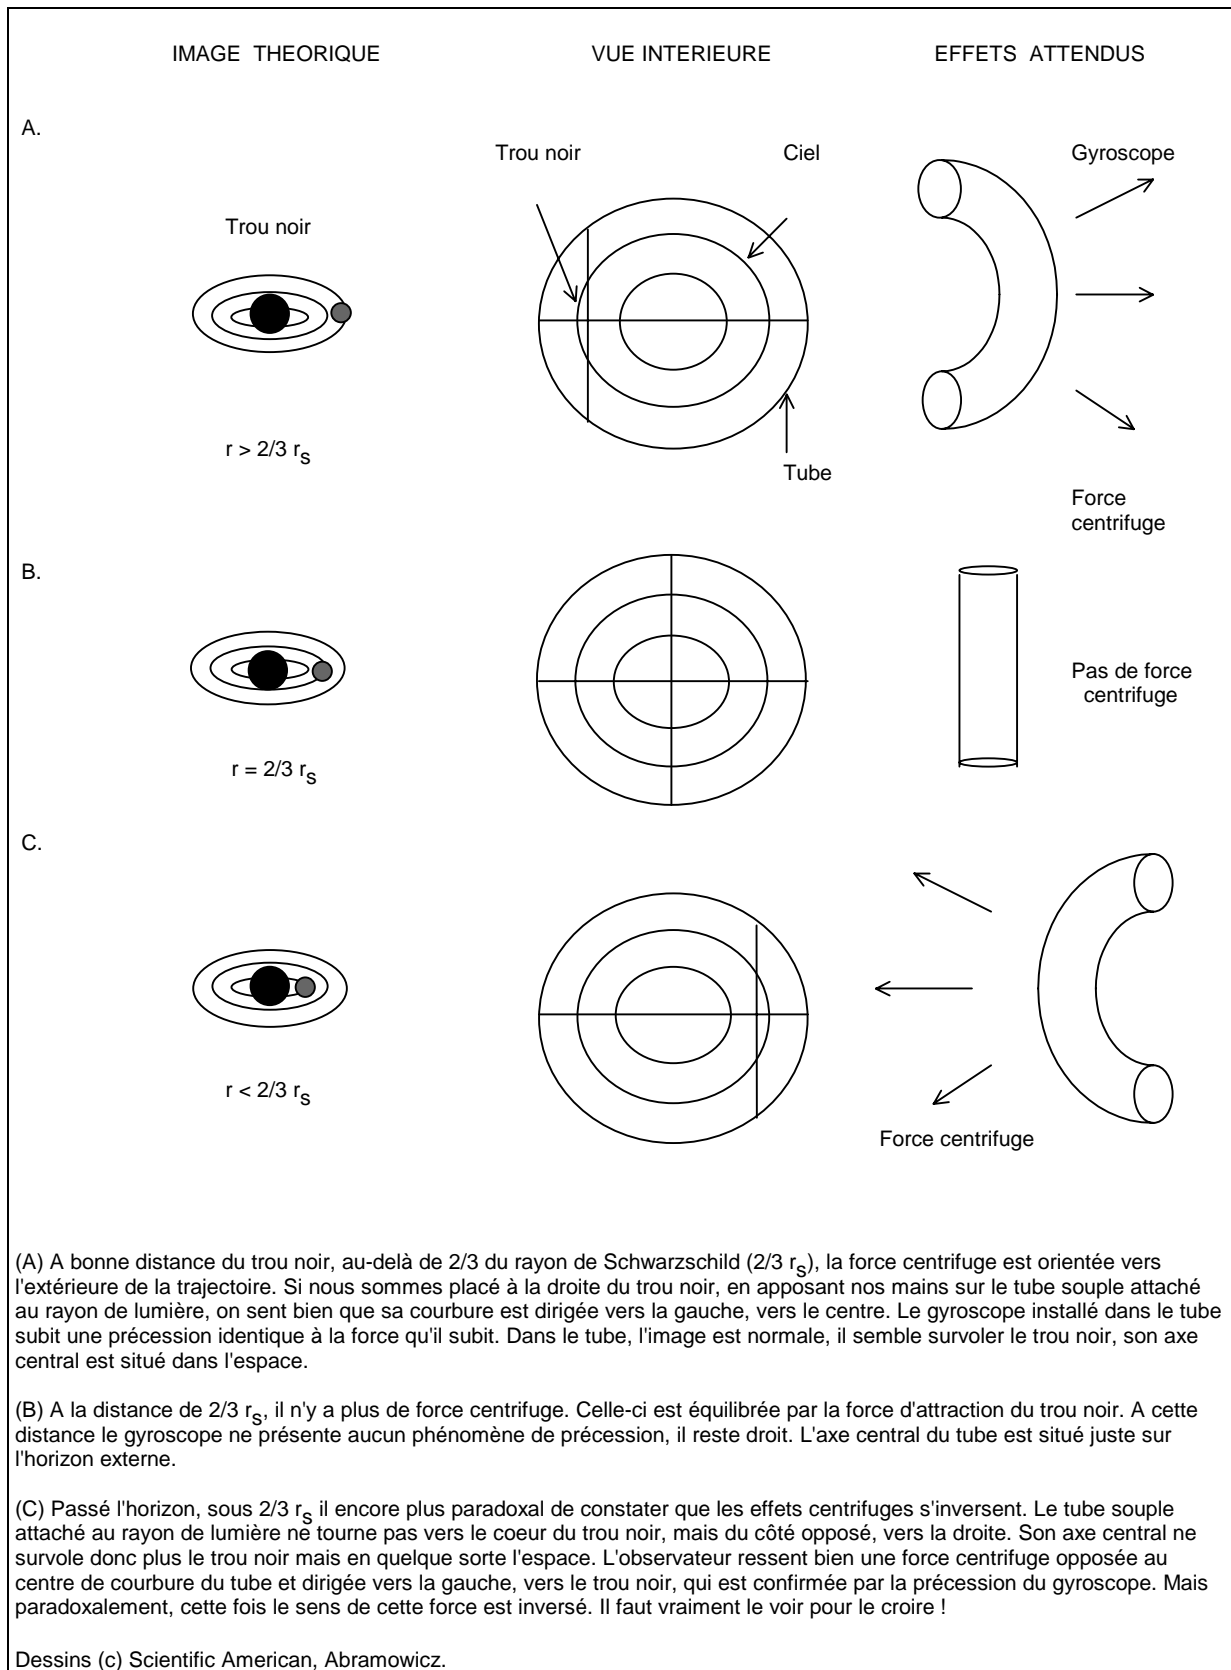 IMAGE THEORIQUE
VUE INTERIEURE
EFFETS ATTENDUS
A.
Trou noir
Ciel
Gyroscope
Trou noir
r > 2/3 rs
Tube
Force
centrifuge
B.
Pas de force
centrifuge
r = 2/3 rs
C.
r < 2/3 rs
Force centrifuge
(A) A bonne distance du trou noir, au-delà de 2/3 du rayon de Schwarzschild (2/3 rs), la force centrifuge est orientée vers
l'extérieure de la trajectoire. Si nous sommes placé à la droite du trou noir, en apposant nos mains sur le tube souple attaché
au rayon de lumière, on sent bien que sa courbure est dirigée vers la gauche, vers le centre. Le gyroscope installé dans le tube
subit une précession identique à la force qu'il subit. Dans le tube, l'image est normale, il semble survoler le trou noir, son axe
central est situé dans l'espace.
(B) A la distance de 2/3 rs, il n'y a plus de force centrifuge. Celle-ci est équilibrée par la force d'attraction du trou noir. A cette
distance le gyroscope ne présente aucun phénomène de précession, il reste droit. L'axe central du tube est situé juste sur
l'horizon externe.
(C) Passé l'horizon, sous 2/3 rs il encore plus paradoxal de constater que les effets centrifuges s'inversent. Le tube souple
attaché au rayon de lumière ne tourne pas vers le coeur du trou noir, mais du côté opposé, vers la droite. Son axe central ne
survole donc plus le trou noir mais en quelque sorte l'espace. L'observateur ressent bien une force centrifuge opposée au
centre de courbure du tube et dirigée vers la gauche, vers le trou noir, qui est confirmée par la précession du gyroscope. Mais
paradoxalement, cette fois le sens de cette force est inversé. Il faut vraiment le voir pour le croire !
Dessins (c) Scientific American, Abramowicz.